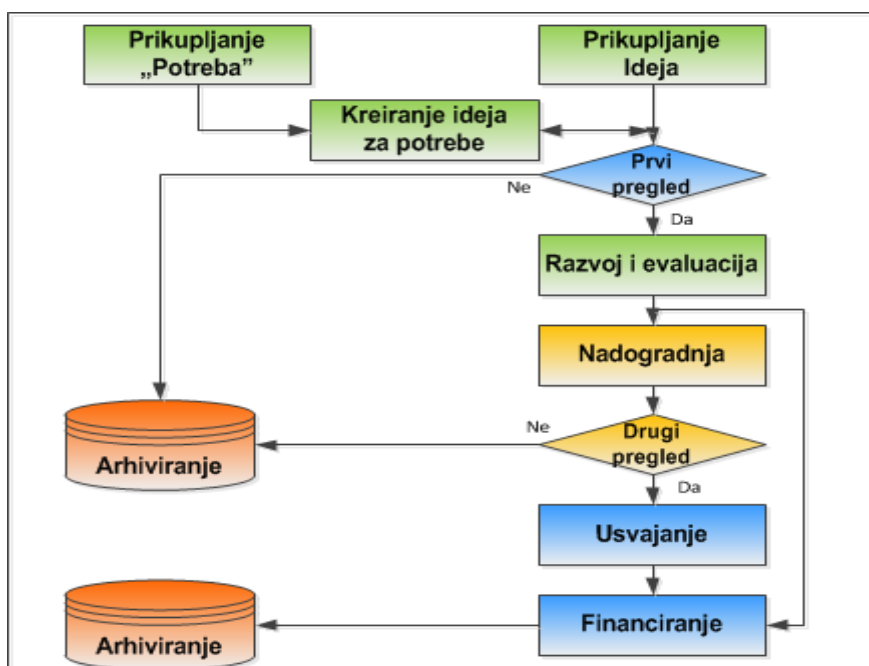 Prikupljanje
„Potreba”
Prikupljanje
Ideja
Kreiranje ideja
za potrebe
Prvi
pregled
Ne
Da
Razvoj i evaluacija
Nadogradnja
Drugi
pregled
Ne
Da
Arhiviranje
Usvajanje
Financiranje
Arhiviranje